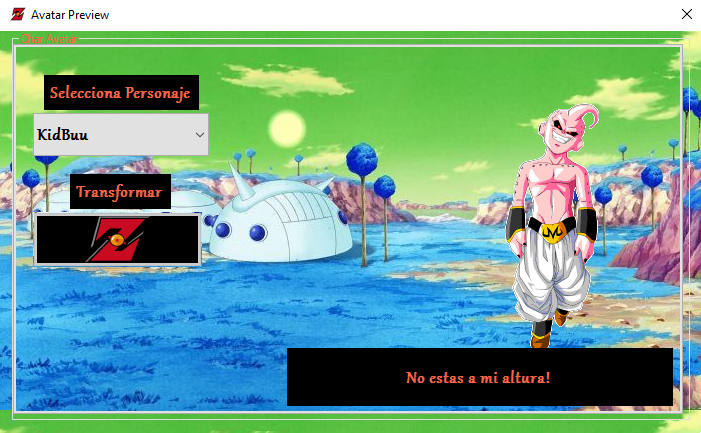 Avatar Preview
Selecciona Personaje
KidBuu
Transformar
No estas a mi altura!